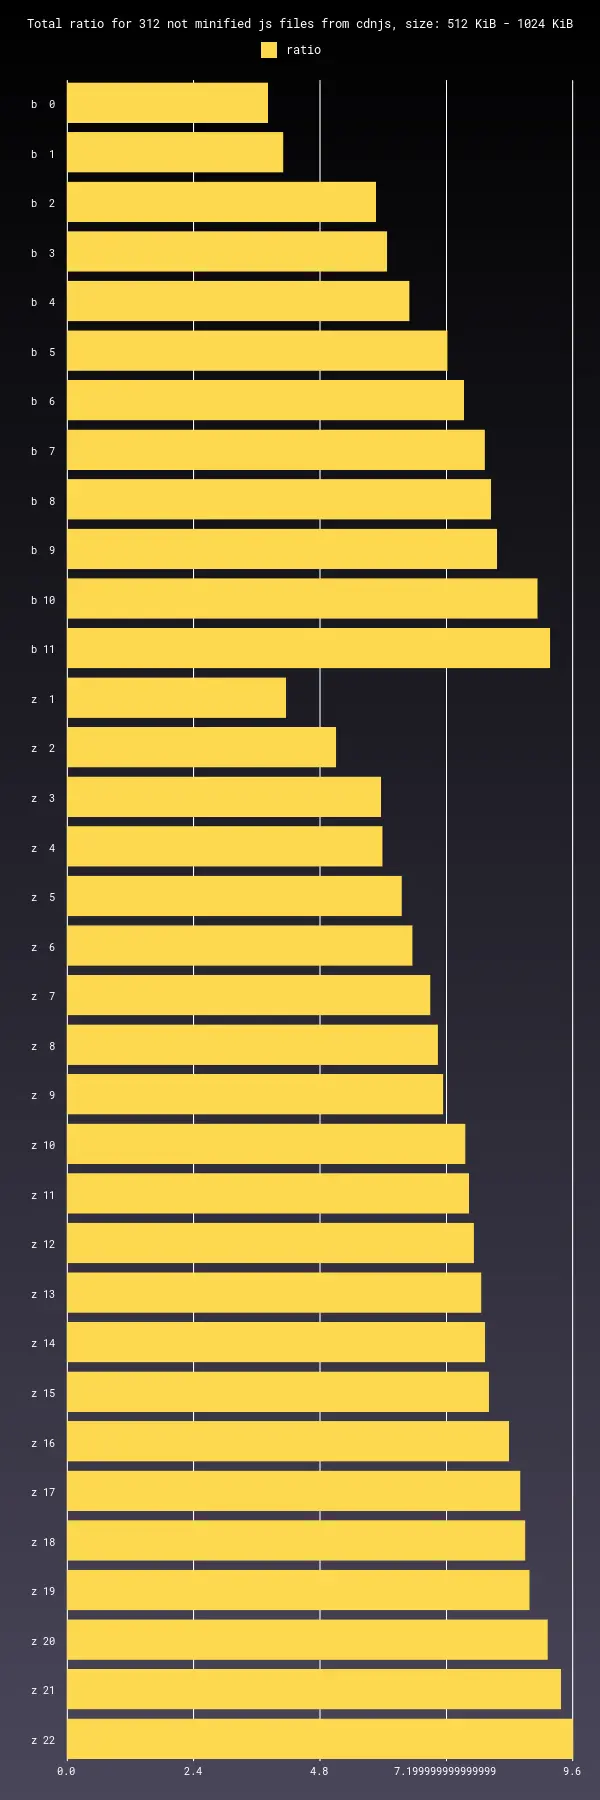 Total ratio for 312 not minified js files from cdnjs, size: 512 KiB - 1024 KiB
ratio
b 0
b 1
b 2
b 3
b 4
b 5
b 6
b 7
b 8
b 9
b 10
b 11
z 1
z 2
z 3
z 4
z 5
z 6
z 7
z 8
z 9
z 10
z 11
z 12
z 13
z 14
z 15
z 16
z 17
z 18
z 19
z 20
z 21
z 22
0.0 2.4 4.8 7.199999999999999 9.6